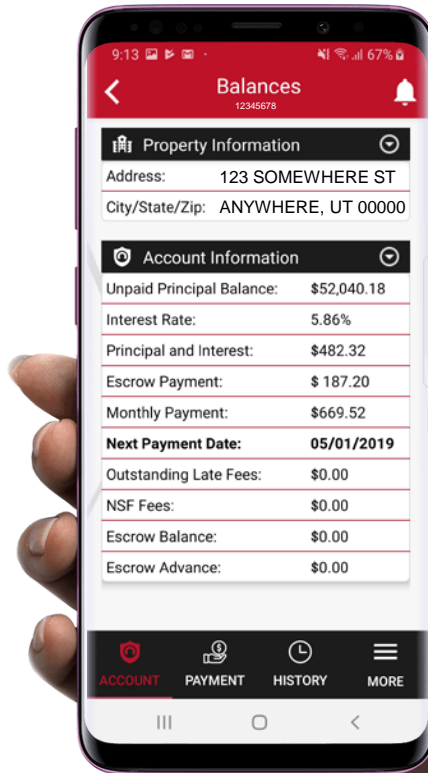 9:13 67%
Balances
12345678
Property Information
Address: 123 SOMEWHERE ST
City/State/Zip: ANYWHERE, UT 00000
Account Information
Unpaid Principal Balance: $52,040.18
Interest Rate: 5.86%
Principal and Interest: $482.32
Escrow Payment: $ 187.20
Monthly Payment: $669.52
Next Payment Date: 05/01/2019
Outstanding Late Fees: $0.00
NSF Fees: $0.00
Escrow Balance: $0.00
Escrow Advance: $0.00
ACCOUNT PAYMENT HISTORY MORE